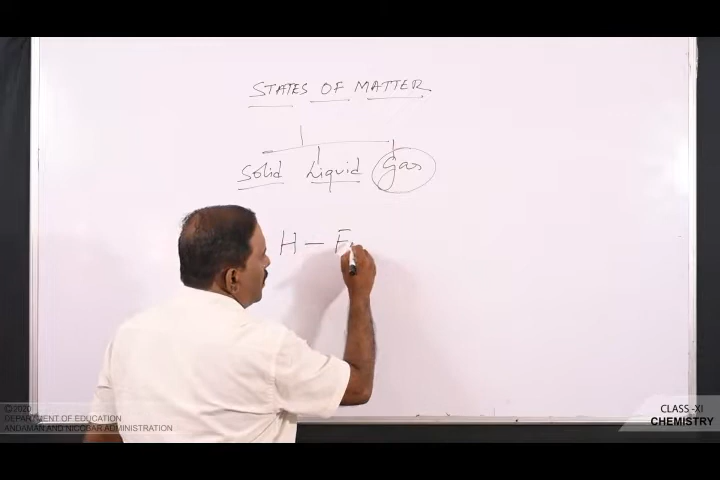 STATES OF MATTER
Solid Liquid Gas
H - F
©2020
DEPARTMENT OF EDUCATION
ANDAMAN AND NICOBAR ADMINISTRATION
CLASS -XI
CHEMISTRY